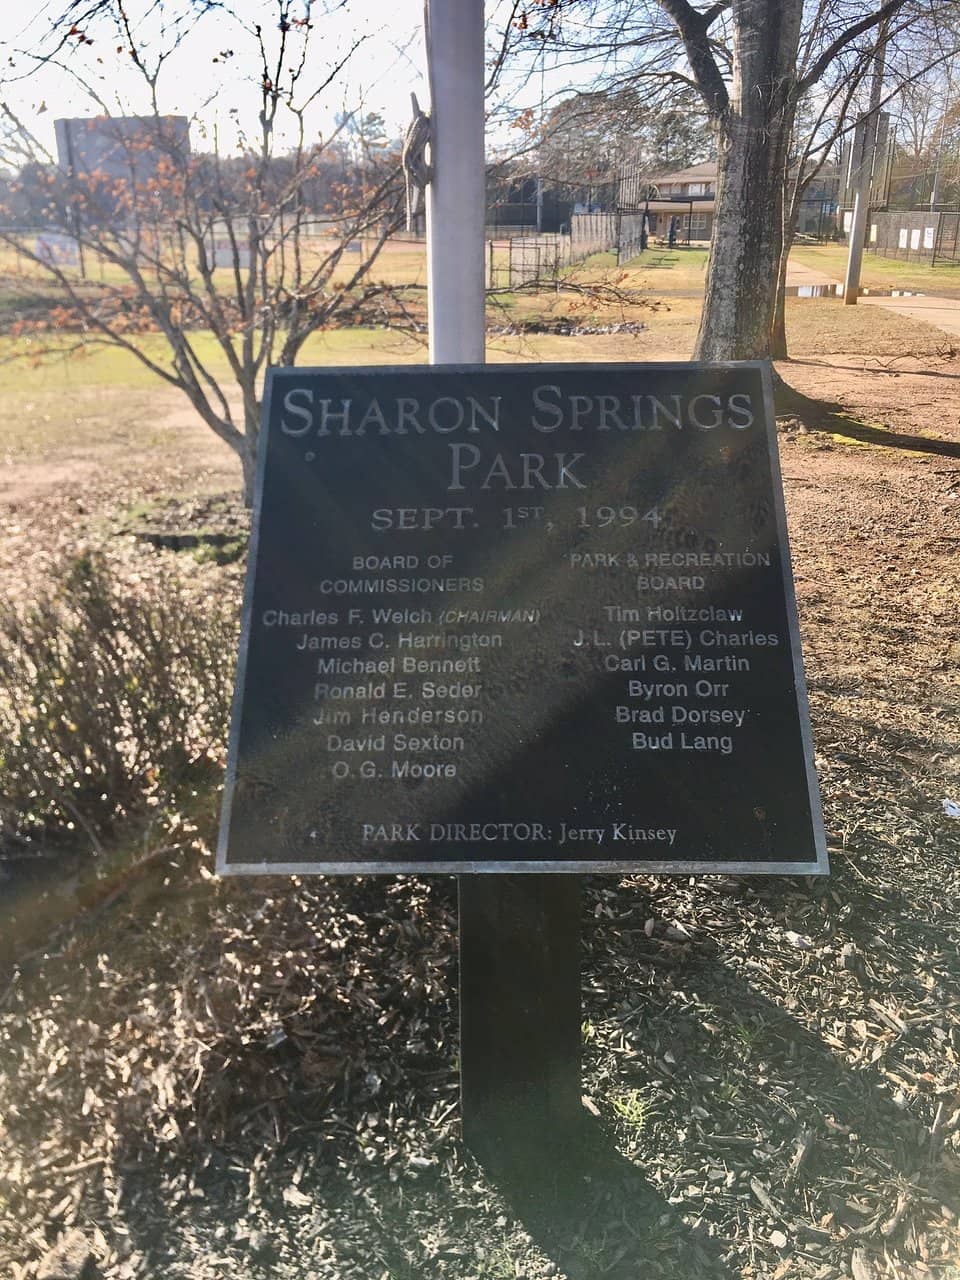 SHARON SPRINGS
PARK
SEPT. 1ST, 1994
BOARD OF
COMMISSIONERS
Charles F. Welch (CHAIRMAN)
James C. Harrington
Michael Bennett
Ronald E. Seder
Jim Henderson
David Sexton
O.G. Moore
PARK & RECREATION
BOARD
Tim Holtzclaw
J.L. (PETE) Charles
Carl G. Martin
Byron Orr
Brad Dorsey
Bud Lang
PARK DIRECTOR: Jerry Kinsey